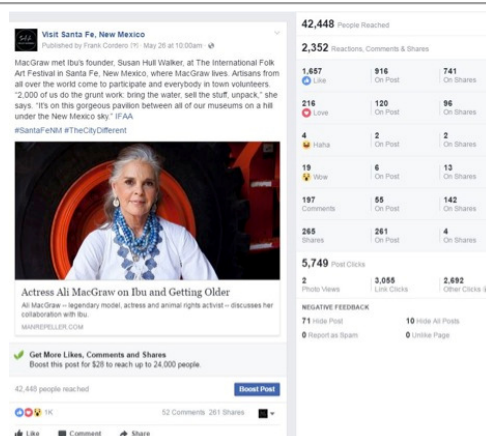 Visit Santa Fe, New Mexico
Published by Frank Cordero · May 26 at 10:00am
MacGraw met Ibu's founder, Susan Hull Walker, at The International Folk
Art Festival in Santa Fe, New Mexico, where MacGraw lives. Artisans from
all over the world come to participate and everybody in town volunteers.
"2,000 of us do the grunt work: bring the water, sell the stuff, unpack," she
says. "It's on this gorgeous pavilion between all of our museums on a hill
under the New Mexico sky." IFAA
#SantaFeNM #TheCityDifferent
Actress Ali MacGraw on Ibu and Getting Older
Ali MacGraw – legendary model, actress and animal rights activist – discusses her
collaboration with Ibu.
MANREPELLER.COM
Get More Likes, Comments and Shares
Boost this post for $28 to reach up to 24,000 people.
42,448 people reached
Boost Post
1K
52 Comments 261 Shares
Like Comment Share
42,448 People Reached
2,352 Reactions, Comments & Shares
1,657 916 741
Like On Post On Shares
216 120 96
Love On Post On Shares
4 2 2
Haha On Post On Shares
19 6 13
Wow On Post On Shares
197 55 142
Comments On Post On Shares
265 261 4
Shares On Post On Shares
5,749 Post Clicks
2 3,055 2,692
Photo Views Link Clicks Other Clicks
NEGATIVE FEEDBACK
71 Hide Post 10 Hide All Posts
0 Report as Spam 0 Unlike Page